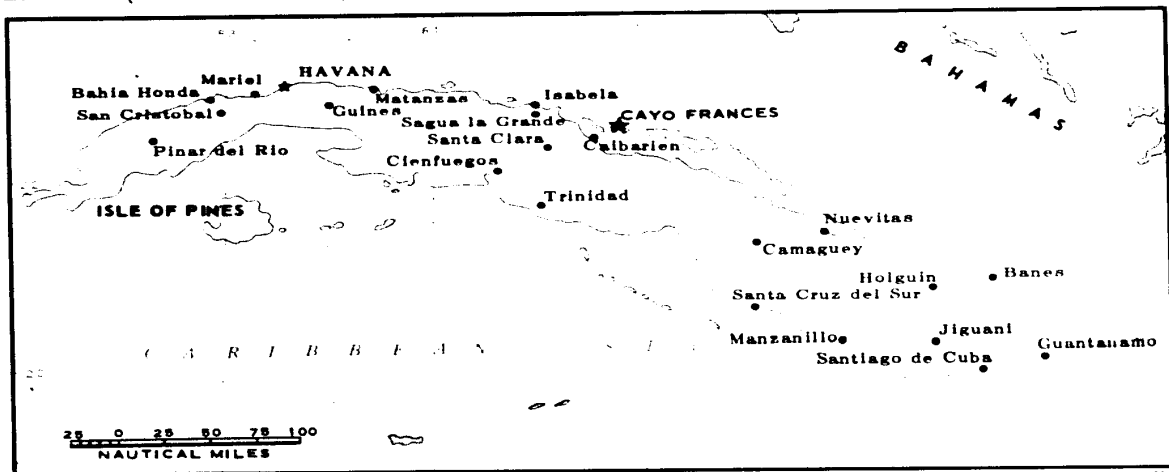 BAHAMAS
HAVANA
Mariel
Bahia Honda
San Cristobal
Pinar del Rio
Guines
Matanzas
Isabela
Sagua la Grande
CAYO FRANCES
Santa Clara
Caibarien
Cienfuegos
Trinidad
ISLE OF PINES
Nuevitas
Camaguey
Holguin
Banes
Santa Cruz del Sur
Manzanillo
Jiguani
Santiago de Cuba
Guantanamo
CARIBBEAN
25 0 50 75 100
NAUTICAL MILES